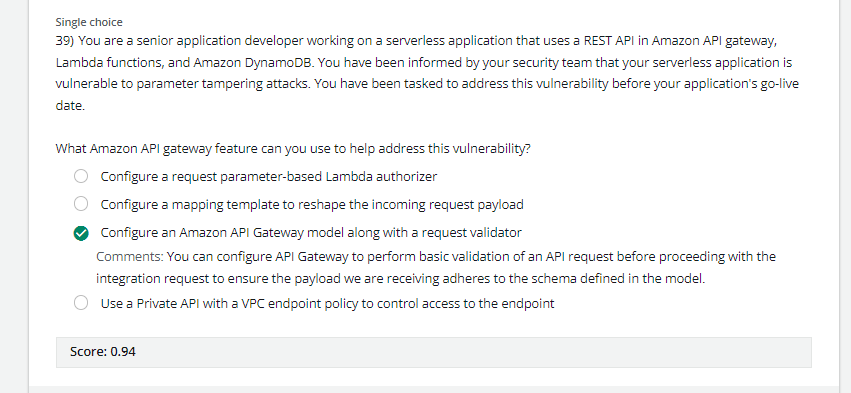 Single choice
39) You are a senior application developer working on a serverless application that uses a REST API in Amazon API gateway,
Lambda functions, and Amazon DynamoDB. You have been informed by your security team that your serverless application is
vulnerable to parameter tampering attacks. You have been tasked to address this vulnerability before your application's go-live
date.
What Amazon API gateway feature can you use to help address this vulnerability?
Configure a request parameter-based Lambda authorizer
Configure a mapping template to reshape the incoming request payload
Configure an Amazon API Gateway model along with a request validator
Comments: You can configure API Gateway to perform basic validation of an API request before proceeding with the
integration request to ensure the payload we are receiving adheres to the schema defined in the model.
Use a Private API with a VPC endpoint policy to control access to the endpoint
Score: 0.94